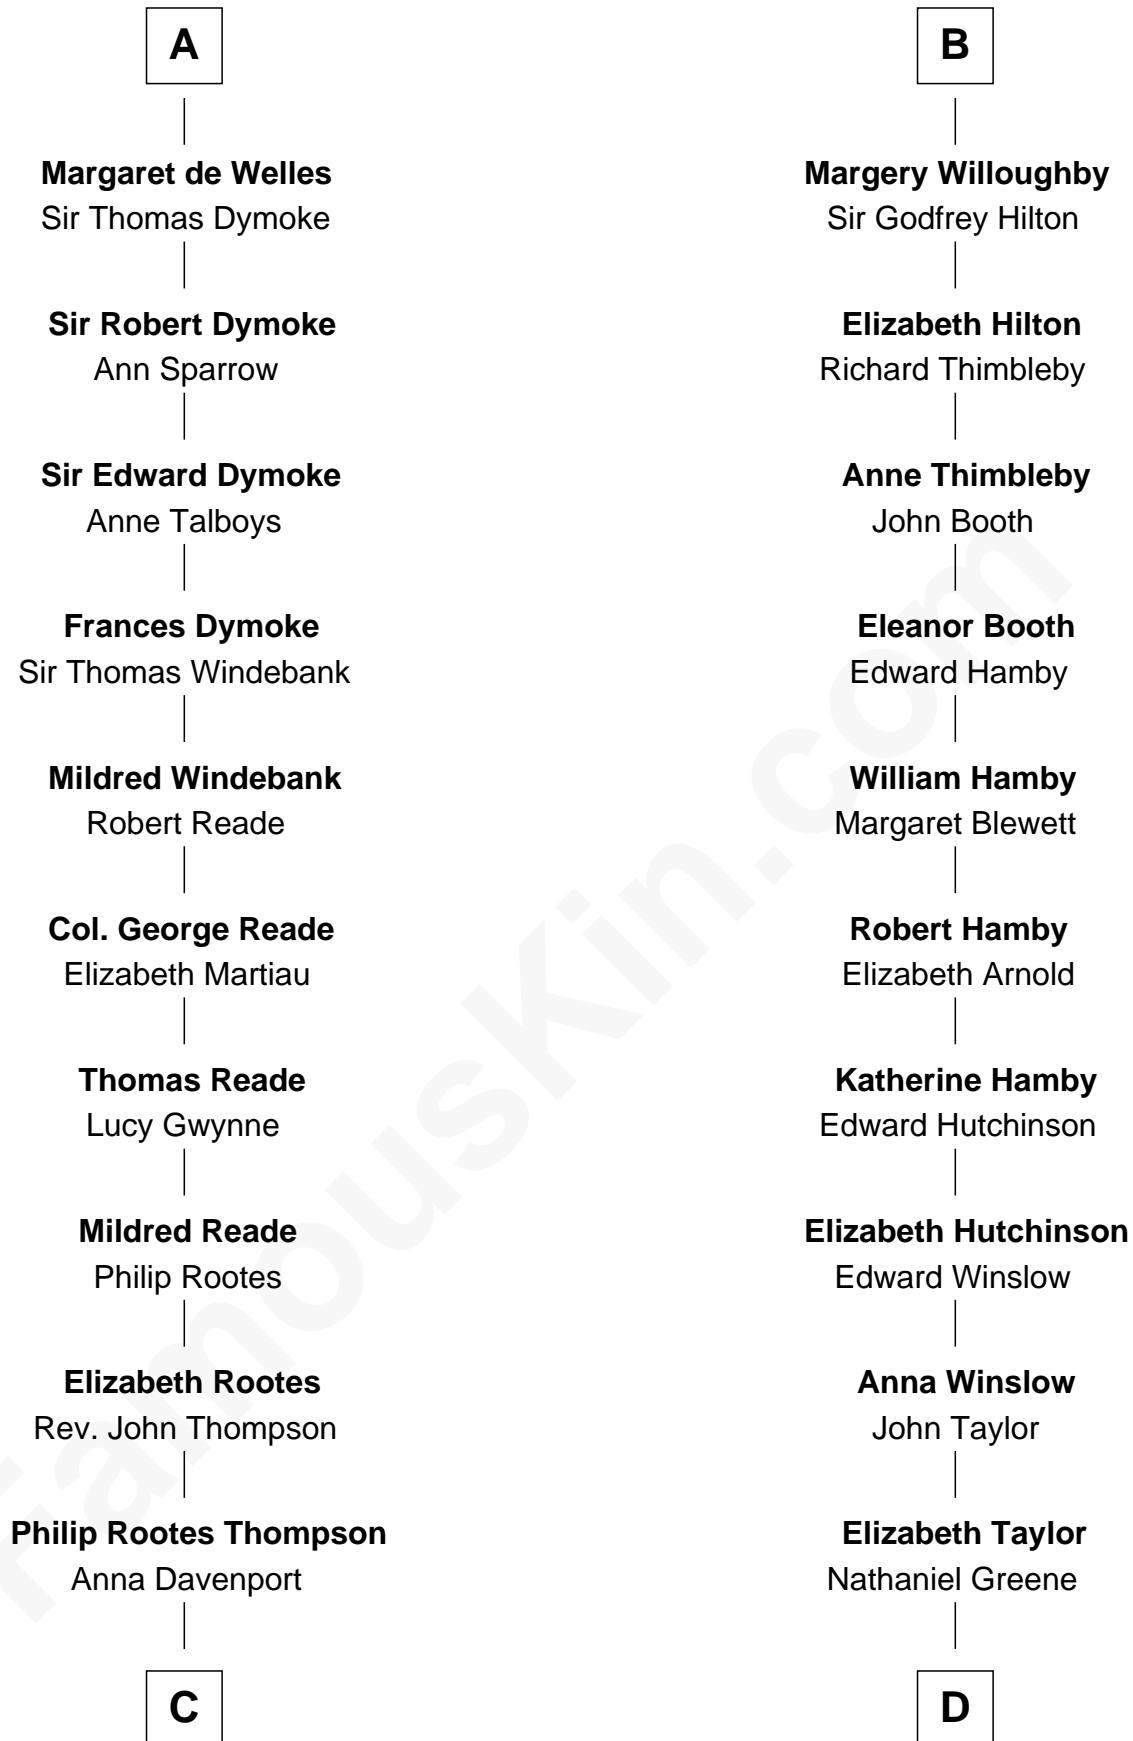 A
Margaret de Welles
Sir Thomas Dymoke
Sir Robert Dymoke
Ann Sparrow
Sir Edward Dymoke
Anne Talboys
Frances Dymoke
Sir Thomas Windebank
Mildred Windebank
Robert Reade
Col. George Reade
Elizabeth Martiau
Thomas Reade
Lucy Gwynne
Mildred Reade
Philip Rootes
Elizabeth Rootes
Rev. John Thompson
Philip Rootes Thompson
Anna Davenport
C
B
Margery Willoughby
Sir Godfrey Hilton
Elizabeth Hilton
Richard Thimbleby
Anne Thimbleby
John Booth
Eleanor Booth
Edward Hamby
William Hamby
Margaret Blewett
Robert Hamby
Elizabeth Arnold
Katherine Hamby
Edward Hutchinson
Elizabeth Hutchinson
Edward Winslow
Anna Winslow
John Taylor
Elizabeth Taylor
Nathaniel Greene
D
FamousKin.com